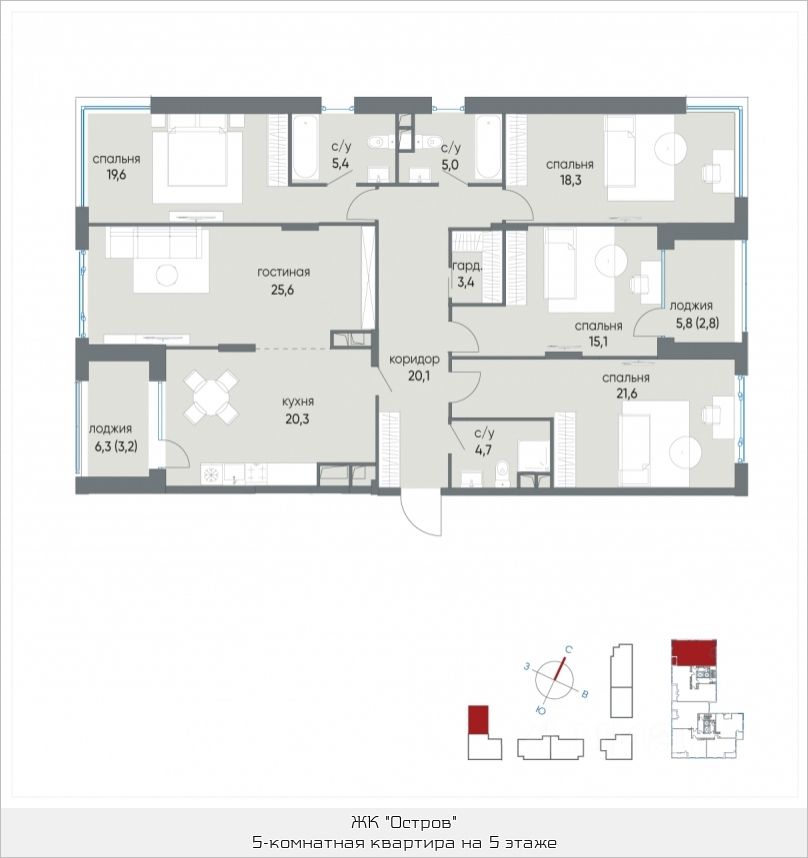 спальня
19,6
с/у
5,4
с/у
5,0
спальня
18,3
гостиная
25,6
гард.
3,4
лоджия
5,8 (2,8)
спальня
15,1
коридор
20,1
спальня
21,6
кухня
20,3
лоджия
6,3 (3,2)
с/у
4,7
С
З
В
Ю
ЖК "Остров"
5-комнатная квартира на 5 этаже